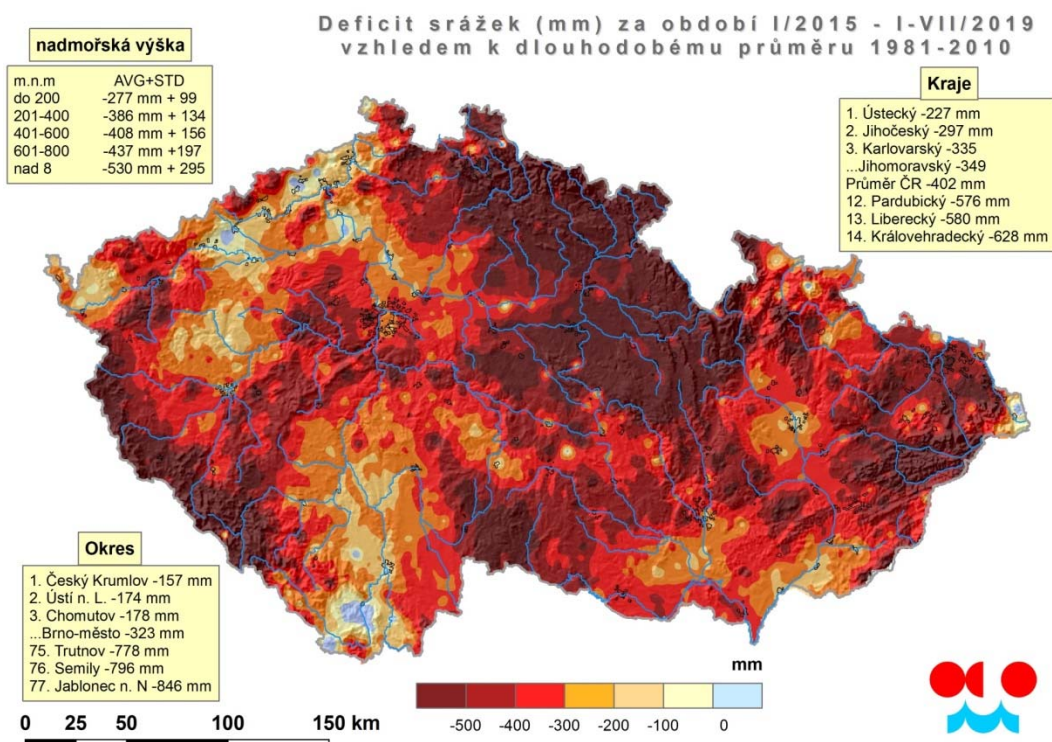 Deficit srážek (mm) za období I/2015 - I-VII/2019
vzhledem k dlouhodobému průměru 1981-2010
nadmořská výška
m.n.m AVG+STD
do 200 -277 mm + 99
201-400 -386 mm + 134
401-600 -408 mm + 156
601-800 -437 mm +197
nad 8 -530 mm + 295
Kraje
1. Ústecký -227 mm
2. Jihočeský -297 mm
3. Karlovarský -335
...Jihomoravský -349
Průměr ČR -402 mm
12. Pardubický -576 mm
13. Liberecký -580 mm
14. Královehradecký -628 mm
Okres
1. Český Krumlov -157 mm
2. Ústí n. L. -174 mm
3. Chomutov -178 mm
...Brno-město -323 mm
75. Trutnov -778 mm
76. Semily -796 mm
77. Jablonec n. N -846 mm
mm
-500 -400 -300 -200 -100 0
0 25 50 100 150 km